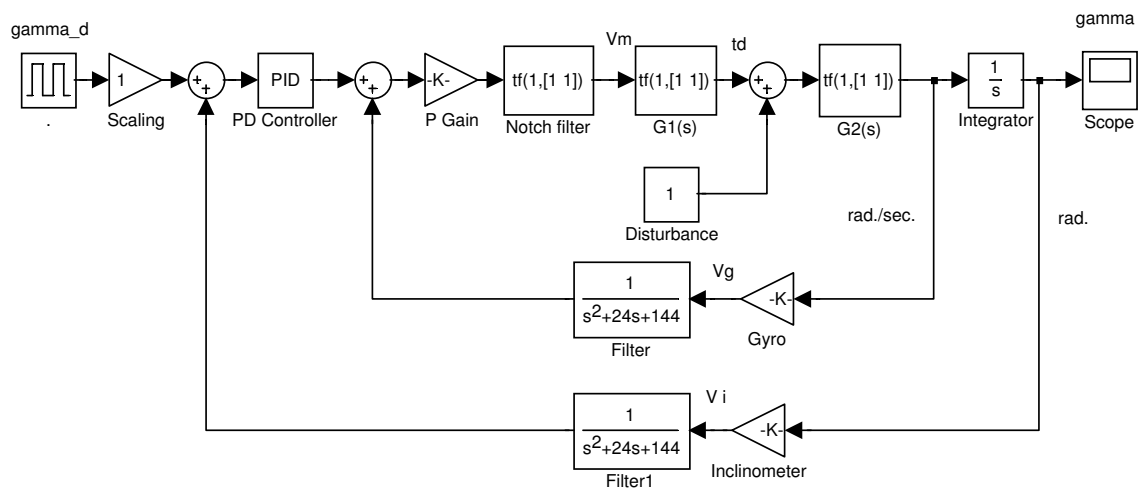 gamma_d
.
1
Scaling
+
+
PID
PD Controller
+
+
-K-
P Gain
tf(1,[1 1])
Notch filter
Vm
tf(1,[1 1])
G1(s)
td
+
+
tf(1,[1 1])
G2(s)
1
s
Integrator
gamma
Scope
1
Disturbance
rad./sec.
rad.
1
s2+24s+144
Filter
Vg
-K-
Gyro
1
s2+24s+144
Filter1
V i
-K-
Inclinometer